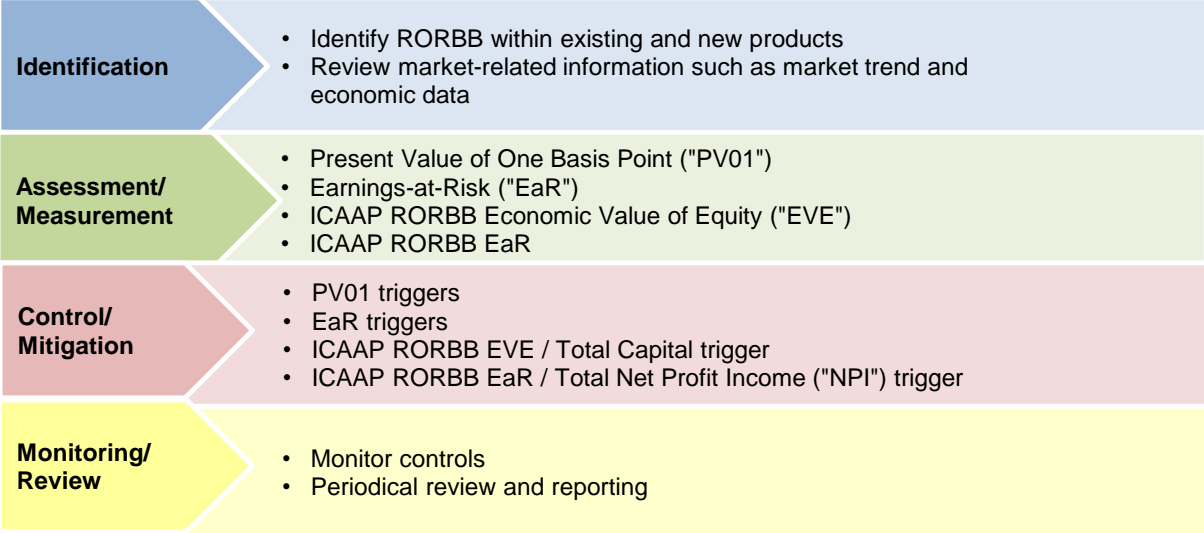 Identification
• Identify RORBB within existing and new products
• Review market-related information such as market trend and
economic data
Assessment/
Measurement
• Present Value of One Basis Point ("PV01")
• Earnings-at-Risk ("EaR")
• ICAAP RORBB Economic Value of Equity ("EVE")
• ICAAP RORBB EaR
Control/
Mitigation
• PV01 triggers
• EaR triggers
• ICAAP RORBB EVE / Total Capital trigger
• ICAAP RORBB EaR / Total Net Profit Income ("NPI") trigger
Monitoring/
Review
• Monitor controls
• Periodical review and reporting